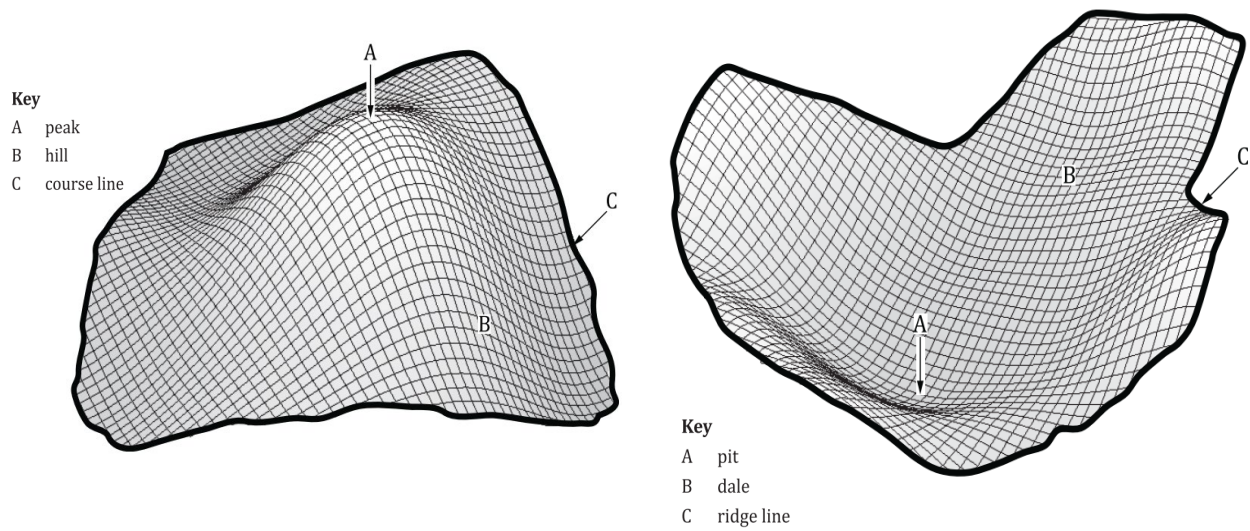 A
Key
A peak
B hill
C course line
C
B
B
C
A
Key
A pit
B dale
C ridge line